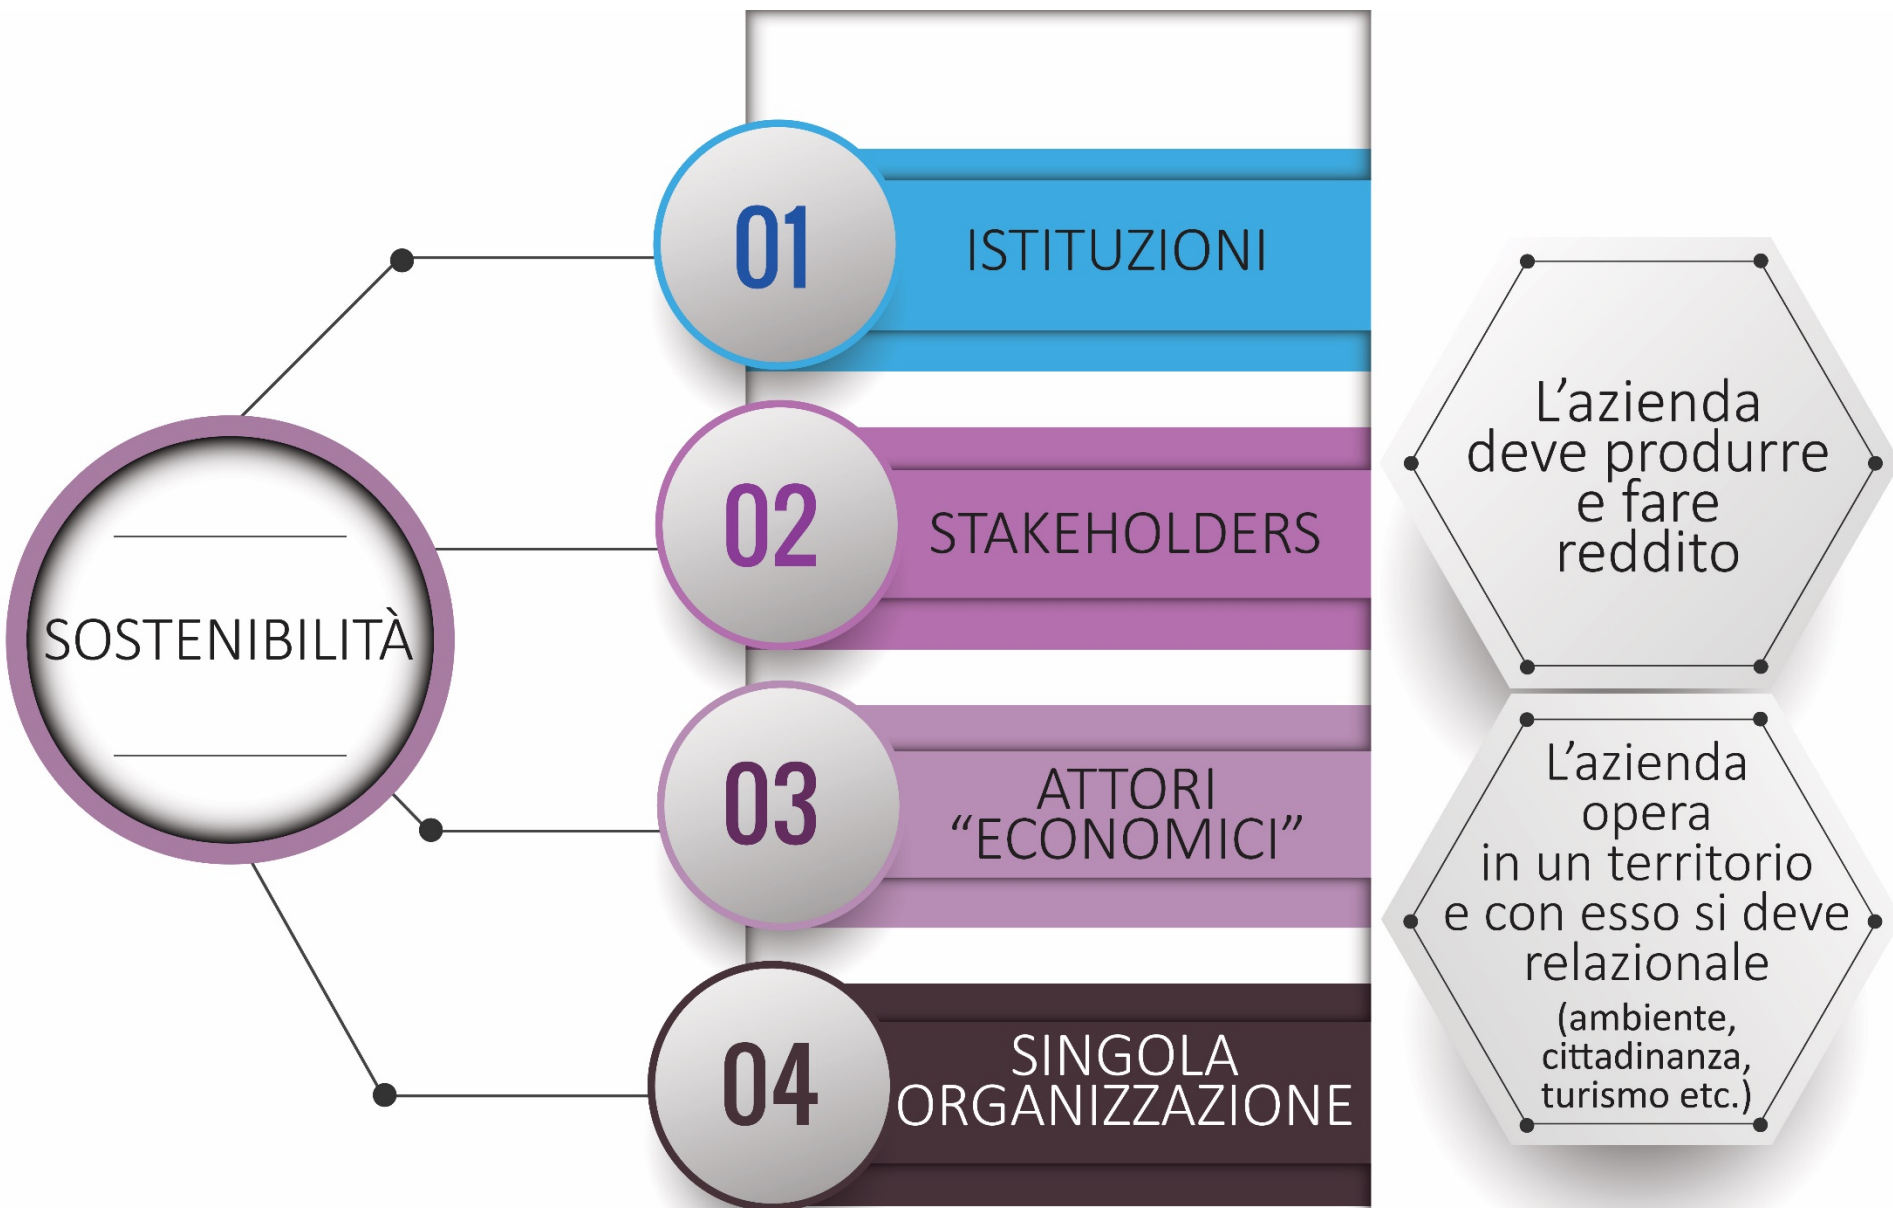 SOSTENIBILITÀ
01
ISTITUZIONI
02
STAKEHOLDERS
03
ATTORI
“ECONOMICI”
04
SINGOLA
ORGANIZZAZIONE
L’azienda
deve produrre
e fare
reddito
L’azienda
opera
in un territorio
e con esso si deve
relazionale
(ambiente,
cittadinanza,
turismo etc.)